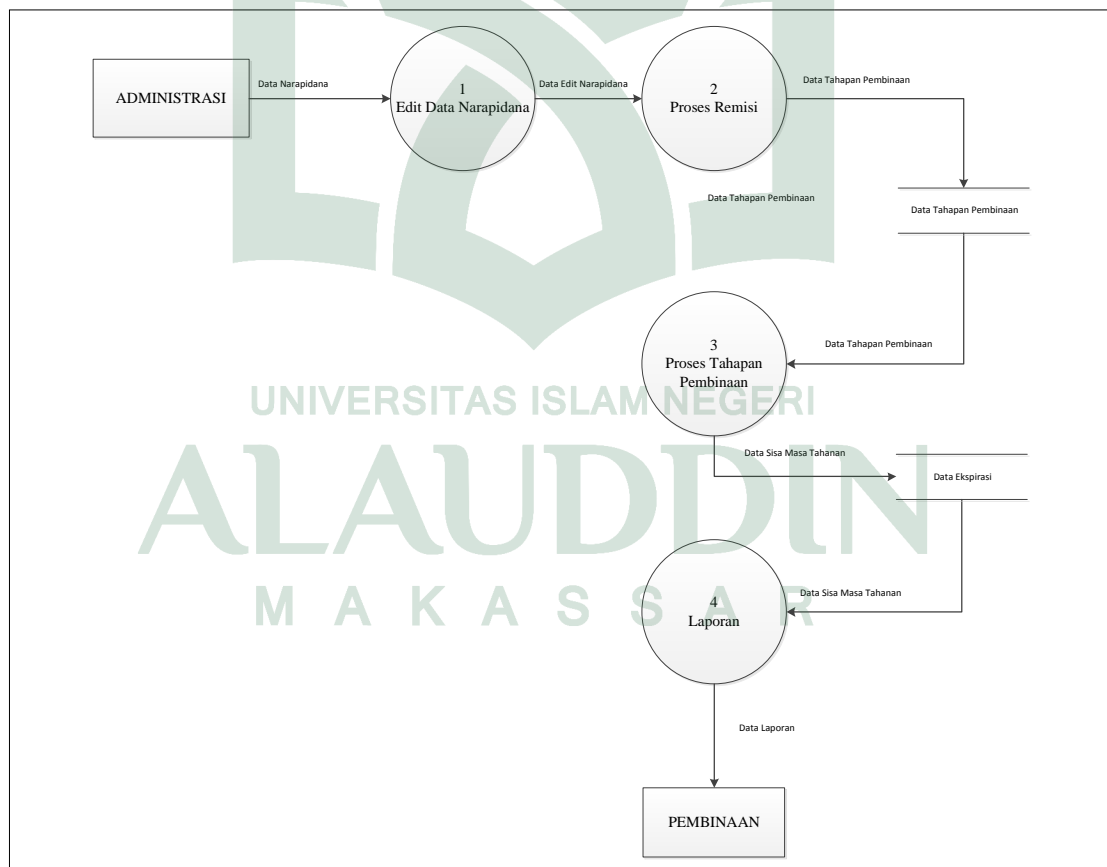 ADMINISTRASI
Data Narapidana
1
Edit Data Narapidana
Data Edit Narapidana
2
Proses Remisi
Data Tahapan Pembinaan
Data Tahapan Pembinaan
Data Tahapan Pembinaan
3
Proses Tahapan
Pembinaan
Data Tahapan Pembinaan
UNIVERSITAS ISLAM NEGERI
ALAUDDIN
MAKASSAR
Data Sisa Masa Tahanan
Data Ekspirasi
4
Laporan
Data Sisa Masa Tahanan
Data Laporan
PEMBINAAN